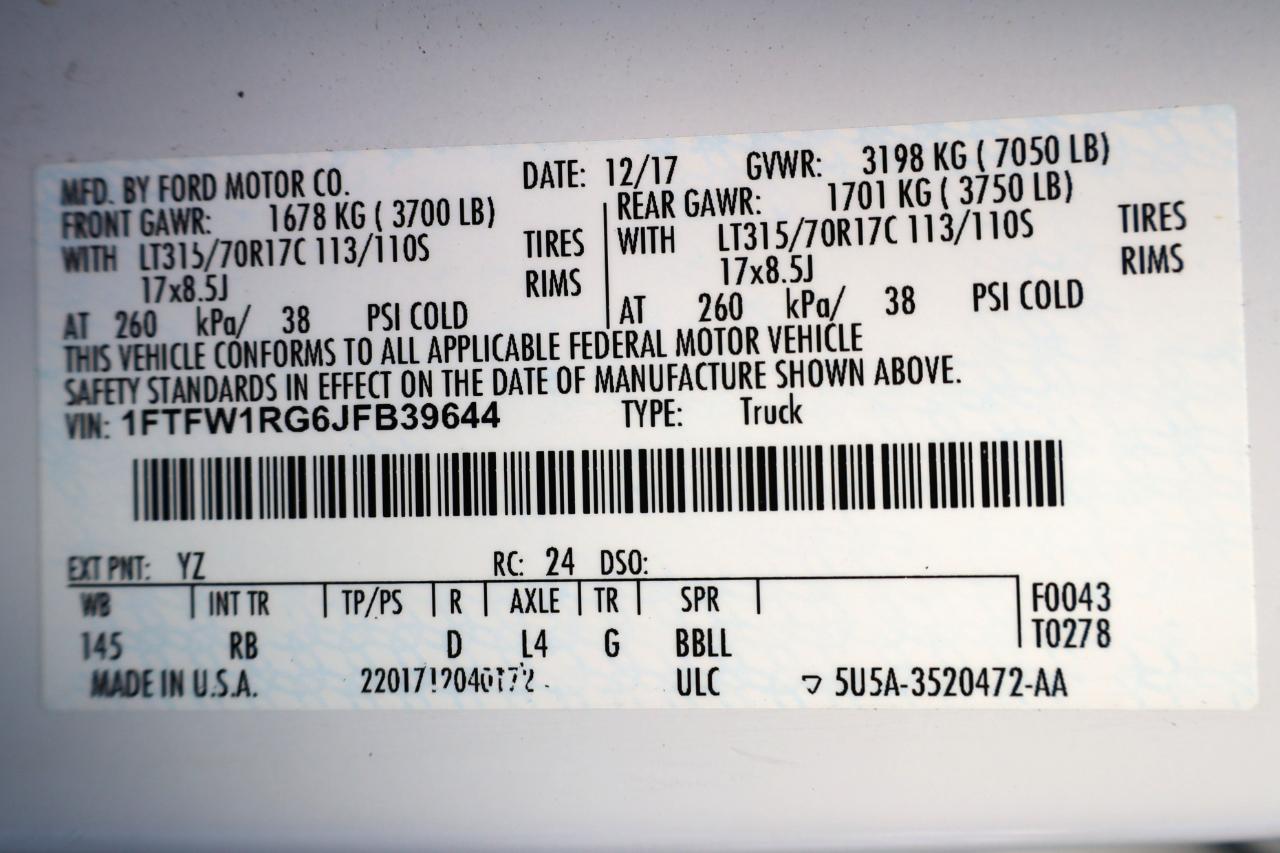 MFD. BY FORD MOTOR CO. DATE: 12/17 GVWR: 3198 KG ( 7050 LB)
FRONT GAWR: 1678 KG ( 3700 LB) REAR GAWR: 1701 KG ( 3750 LB)
WITH LT315/70R17C 113/110S TIRES WITH LT315/70R17C 113/110S TIRES
17x8.5J RIMS 17x8.5J RIMS
AT 260 kPa/ 38 PSI COLD AT 260 kPa/ 38 PSI COLD
THIS VEHICLE CONFORMS TO ALL APPLICABLE FEDERAL MOTOR VEHICLE
SAFETY STANDARDS IN EFFECT ON THE DATE OF MANUFACTURE SHOWN ABOVE.
VIN: 1FTFW1RG6JFB39644 TYPE: Truck
EXT PNT: YZ RC: 24 DSO:
WB INT TR TP/PS R AXLE TR SPR F0043
145 RB D L4 G BBLL T0278
MADE IN U.S.A. ULC 5U5A-3520472-AA